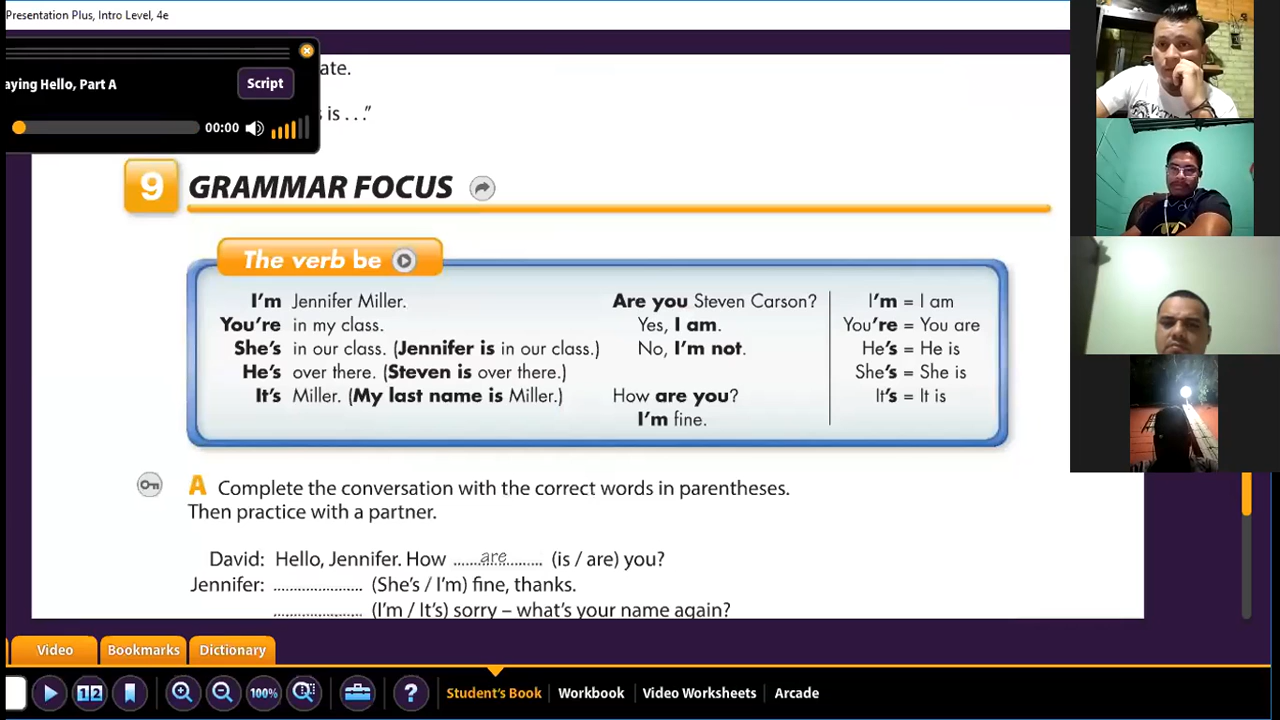 Presentation Plus, Intro Level, 4e
ate.
aying Hello, Part A
Script
s is . . ."
00:00
9 GRAMMAR FOCUS
The verb be
I'm Jennifer Miller.
You're in my class.
She's in our class. (Jennifer is in our class.)
He's over there. (Steven is over there.)
It's Miller. (My last name is Miller.)
Are you Steven Carson?
Yes, I am.
No, I'm not.
How are you?
I'm fine.
I'm = I am
You're = You are
He's = He is
She's = She is
It's = It is
A Complete the conversation with the correct words in parentheses.
Then practice with a partner.
David: Hello, Jennifer. How ......are...... (is / are) you?
Jennifer: .................... (She's / I'm) fine, thanks.
.................... (I'm / It's) sorry – what's your name again?
Video Bookmarks Dictionary
1 2 100% ? Student's Book Workbook Video Worksheets Arcade